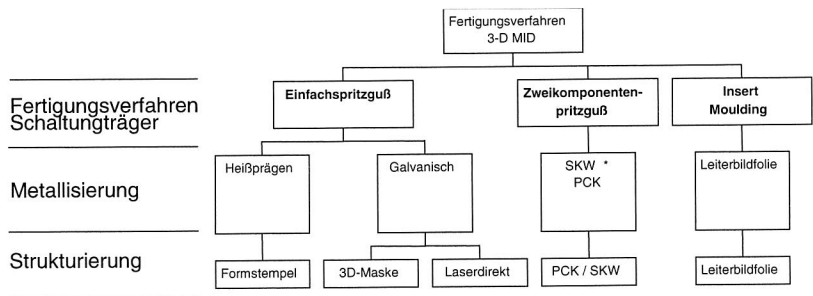 Fertigungsverfahren
3-D MID
Fertigungsverfahren
Schaltungträger
Einfachspritzguß
Zweikomponenten-
pritzguß
Insert
Moulding
Metallisierung
Heißprägen
Galvanisch
SKW *
PCK
Leiterbildfolie
Strukturierung
Formstempel
3D-Maske
Laserdirekt
PCK / SKW
Leiterbildfolie